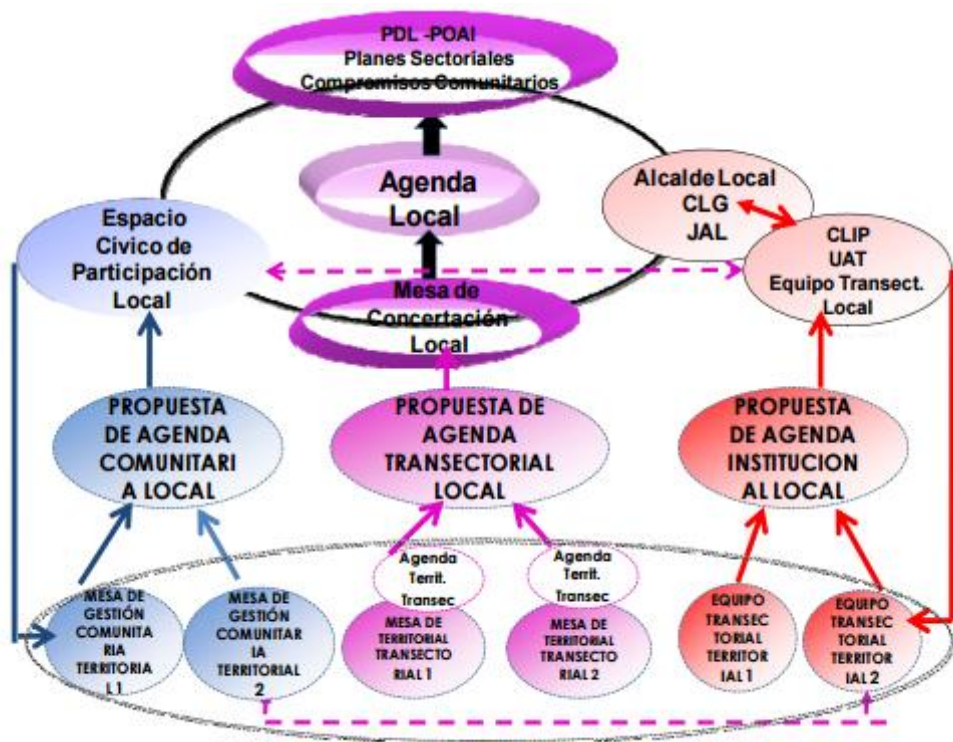 PDL -POAI
Planes Sectoriales
Compromisos Comunitarios
Agenda
Local
Alcalde Local
CLG
JAL
Espacio
Cívico de
Participación
Local
CLIP
UAT
Equipo Transect.
Local
Mesa de
Concertación
Local
PROPUESTA
DE AGENDA
COMUNITARI
A LOCAL
PROPUESTA DE
AGENDA
TRANSECTORIAL
LOCAL
PROPUESTA
DE AGENDA
INSTITUCION
AL LOCAL
Agenda
Territ.
Transec
Agenda
Territ.
Transec
MESA DE
GESTIÓN
COMUNITA
RIA
TERRITORIA
L 1
MESA DE
GESTIÓN
COMUNITAR
IA
TERRITORIAL
2
MESA DE
TERRITORIAL
TRANSECTO
RIAL 1
MESA DE
TERRITORIAL
TRANSECTO
RIAL 2
EQUIPO
TRANSEC
TORIAL
TERRITOR
IAL 1
EQUIPO
TRANSEC
TORIAL
TERRITOR
IAL 2